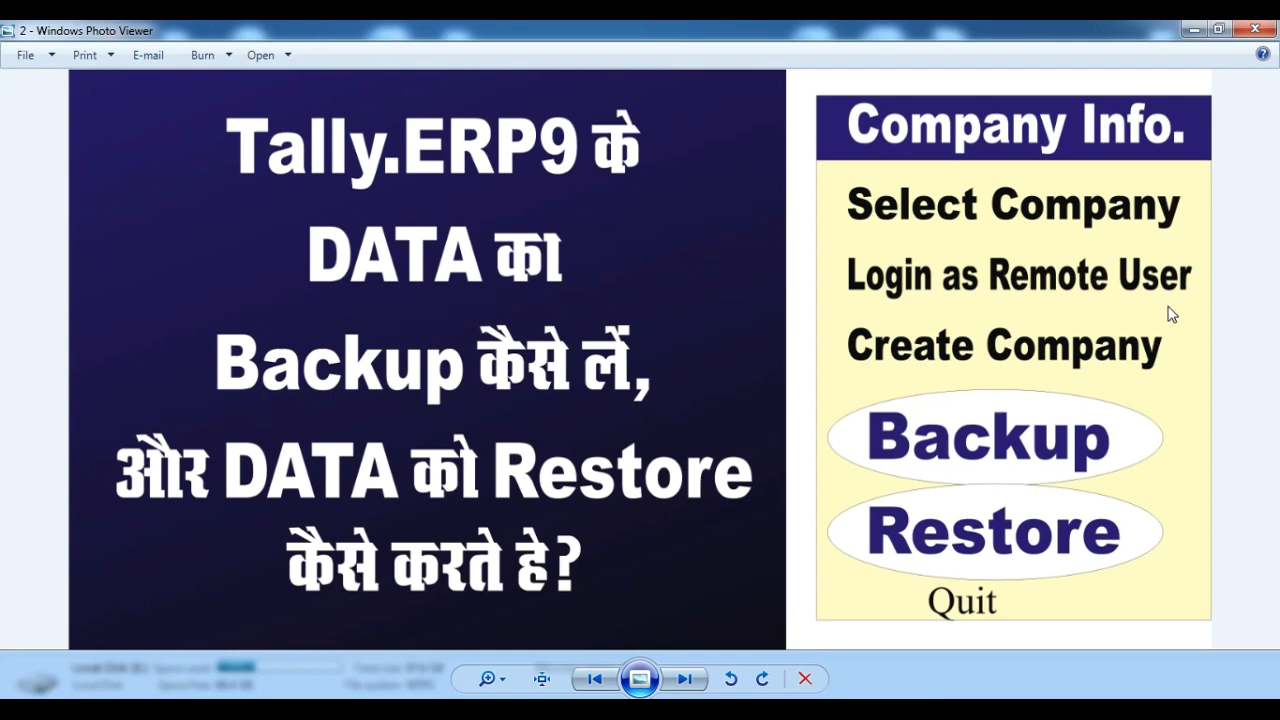 2 - Windows Photo Viewer
File Print E-mail Burn Open
Tally.ERP9 के
DATA का
Backup कैसे लें,
और DATA को Restore
कैसे करते हे?
Company Info.
Select Company
Login as Remote User
Create Company
Backup
Restore
Quit